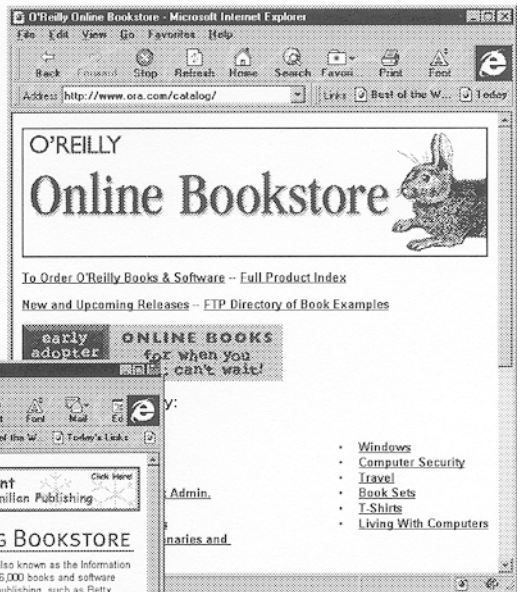 O'Reilly Online Bookstore - Microsoft Internet Explorer
File Edit View Go Favorites Help
Back Forward Stop Refresh Home Search Favori... Print Font
Address http://www.ora.com/catalog/ Links Best of the W... Today
O'REILLY
Online Bookstore
To Order O'Reilly Books & Software -- Full Product Index
New and Upcoming Releases -- FTP Directory of Book Examples
early adopter
ONLINE BOOKS
for when you
can't wait!
y:
Windows
Computer Security
Travel
Book Sets
T-Shirts
Living With Computers
Admin.
s
naries and
Font Mail Ed
of the W... Today's Links
nt Click Here!
millan Publishing
G BOOKSTORE
lso known as the Information
6,000 books and software
publishing, such as Betty